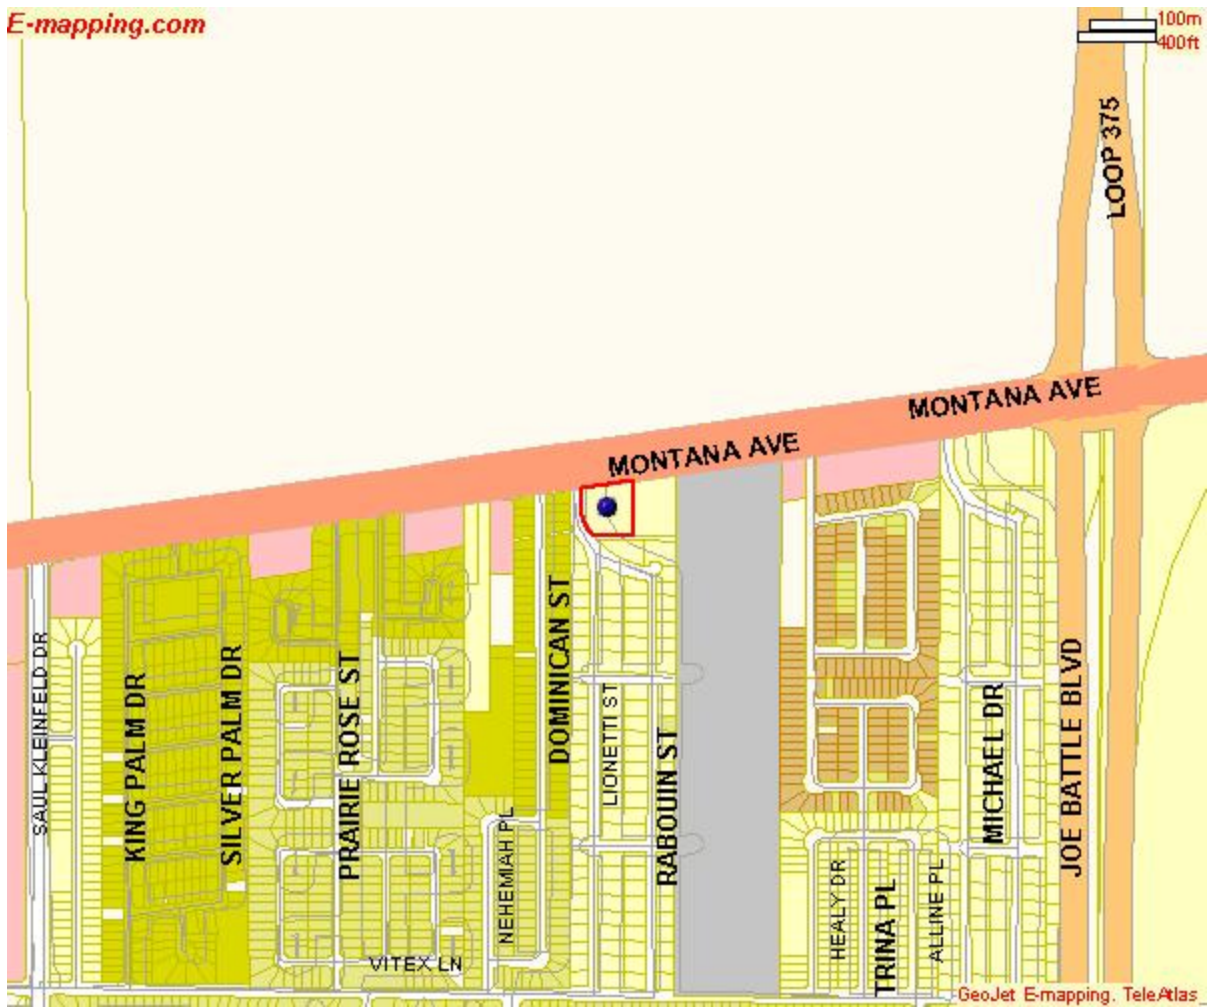 E-mapping.com
100m
400ft
LOOP 375
MONTANA AVE
MONTANA AVE
SAUL KLEINFELD DR
KING PALM DR
SILVER PALM DR
PRAIRIE ROSE ST
NEHEMIAH PL
DOMINICAN ST
LIONETTI ST
RABOUIN ST
HEALY DR
TRINA PL
ALLINE PL
MICHAEL DR
JOE BATTLE BLVD
VITEX LN
GeoJet E-mapping. TeleAtlas